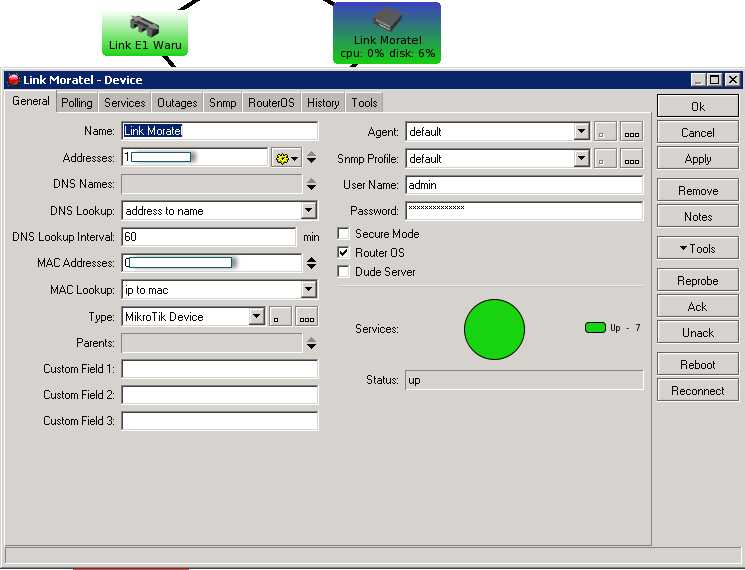 Link E1 Waru
Link Moratel
cpu: 0% disk: 6%
Link Moratel - Device
General Polling Services Outages Snmp RouterOS History Tools
Name: Link Moratel
Addresses: 1
DNS Names:
DNS Lookup: address to name
DNS Lookup Interval: 60 min
MAC Addresses: 0
MAC Lookup: ip to mac
Type: MikroTik Device
Parents:
Custom Field 1:
Custom Field 2:
Custom Field 3:
Agent: default
Snmp Profile: default
User Name: admin
Password: **************
Secure Mode
Router OS
Dude Server
Services: Up - 7
Status: up
Ok
Cancel
Apply
Remove
Notes
Tools
Reprobe
Ack
Unack
Reboot
Reconnect